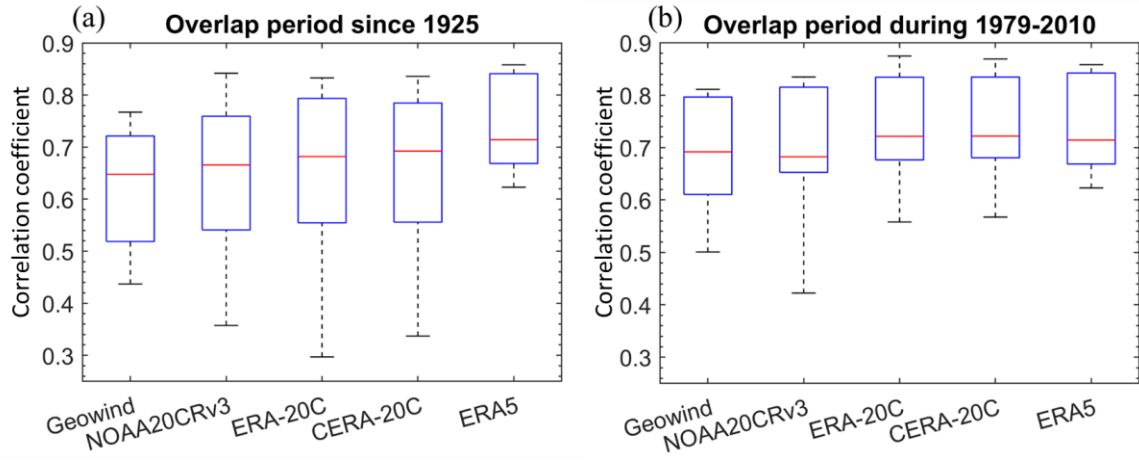 (a) Overlap period since 1925
Correlation coefficient
0.9
0.8
0.7
0.6
0.5
0.4
0.3
Geowind
NOAA20CRv3
ERA-20C
CERA-20C
ERA5
(b) Overlap period during 1979-2010
Correlation coefficient
0.9
0.8
0.7
0.6
0.5
0.4
0.3
Geowind
NOAA20CRv3
ERA-20C
CERA-20C
ERA5